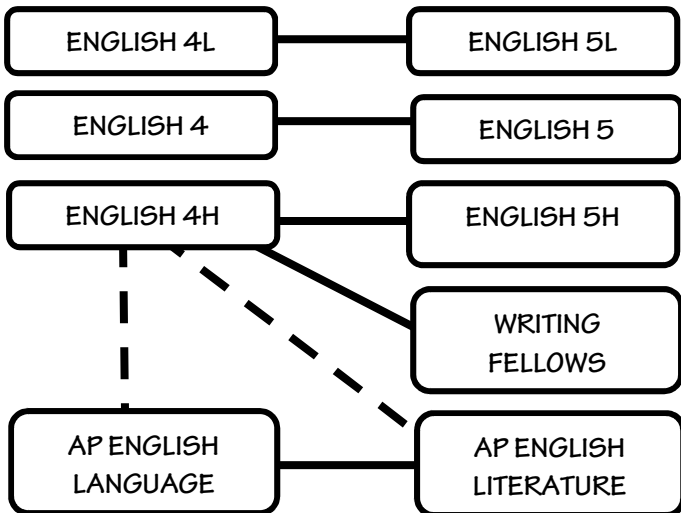 ENGLISH 4L
ENGLISH 5L
ENGLISH 4
ENGLISH 5
ENGLISH 4H
ENGLISH 5H
WRITING
FELLOWS
AP ENGLISH
LANGUAGE
AP ENGLISH
LITERATURE